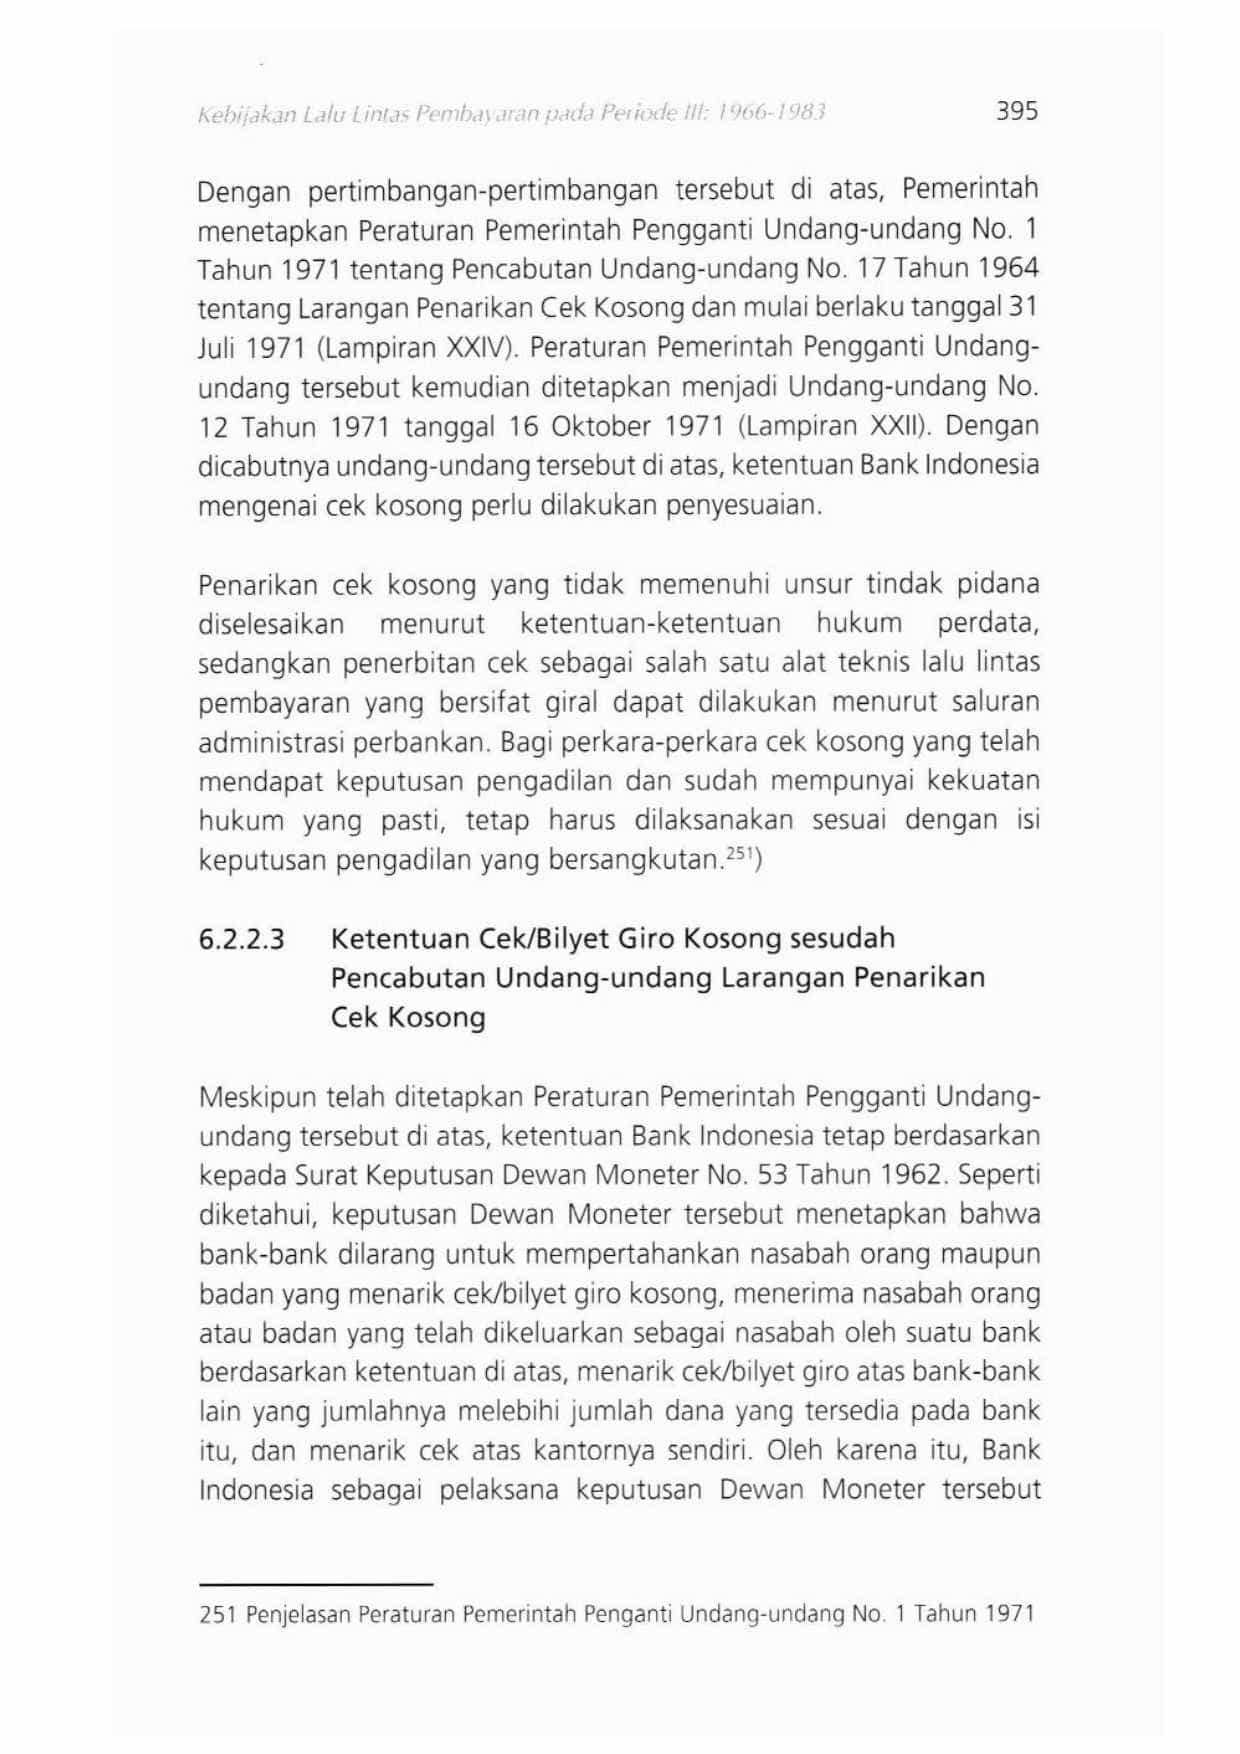 Kebijakan Lalu Lintas Pembayaran pada Periode III: 1966-1983 395
Dengan pertimbangan-pertimbangan tersebut di atas, Pemerintah
menetapkan Peraturan Pemerintah Pengganti Undang-undang No. 1
Tahun 1971 tentang Pencabutan Undang-undang No. 17 Tahun 1964
tentang Larangan Penarikan Cek Kosong dan mulai berlaku tanggal 31
Juli 1971 (Lampiran XXIV). Peraturan Pemerintah Pengganti Undang-
undang tersebut kemudian ditetapkan menjadi Undang-undang No.
12 Tahun 1971 tanggal 16 Oktober 1971 (Lampiran XXII). Dengan
dicabutnya undang-undang tersebut di atas, ketentuan Bank Indonesia
mengenai cek kosong perlu dilakukan penyesuaian.
Penarikan cek kosong yang tidak memenuhi unsur tindak pidana
diselesaikan menurut ketentuan-ketentuan hukum perdata,
sedangkan penerbitan cek sebagai salah satu alat teknis lalu lintas
pembayaran yang bersifat giral dapat dilakukan menurut saluran
administrasi perbankan. Bagi perkara-perkara cek kosong yang telah
mendapat keputusan pengadilan dan sudah mempunyai kekuatan
hukum yang pasti, tetap harus dilaksanakan sesuai dengan isi
keputusan pengadilan yang bersangkutan.²⁵¹)
6.2.2.3 Ketentuan Cek/Bilyet Giro Kosong sesudah
Pencabutan Undang-undang Larangan Penarikan
Cek Kosong
Meskipun telah ditetapkan Peraturan Pemerintah Pengganti Undang-
undang tersebut di atas, ketentuan Bank Indonesia tetap berdasarkan
kepada Surat Keputusan Dewan Moneter No. 53 Tahun 1962. Seperti
diketahui, keputusan Dewan Moneter tersebut menetapkan bahwa
bank-bank dilarang untuk mempertahankan nasabah orang maupun
badan yang menarik cek/bilyet giro kosong, menerima nasabah orang
atau badan yang telah dikeluarkan sebagai nasabah oleh suatu bank
berdasarkan ketentuan di atas, menarik cek/bilyet giro atas bank-bank
lain yang jumlahnya melebihi jumlah dana yang tersedia pada bank
itu, dan menarik cek atas kantornya sendiri. Oleh karena itu, Bank
Indonesia sebagai pelaksana keputusan Dewan Moneter tersebut
251 Penjelasan Peraturan Pemerintah Penganti Undang-undang No. 1 Tahun 1971